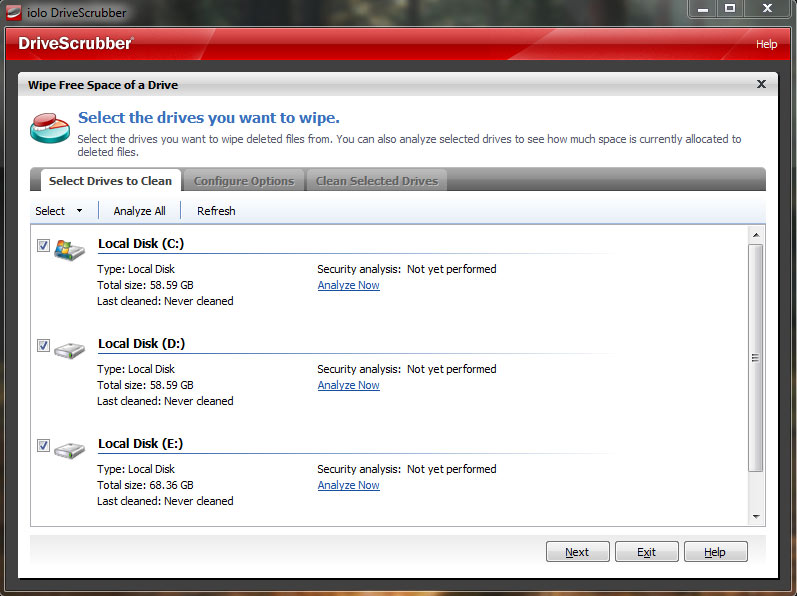 iolo DriveScrubber
DriveScrubber®
Help
Wipe Free Space of a Drive
X
Select the drives you want to wipe.
Select the drives you want to wipe deleted files from. You can also analyze selected drives to see how much space is currently allocated to
deleted files.
Select Drives to Clean Configure Options Clean Selected Drives
Select Analyze All Refresh
Local Disk (C:)
Type: Local Disk Security analysis: Not yet performed
Total size: 58.59 GB Analyze Now
Last cleaned: Never cleaned
Local Disk (D:)
Type: Local Disk Security analysis: Not yet performed
Total size: 58.59 GB Analyze Now
Last cleaned: Never cleaned
Local Disk (E:)
Type: Local Disk Security analysis: Not yet performed
Total size: 68.36 GB Analyze Now
Last cleaned: Never cleaned
Next Exit Help